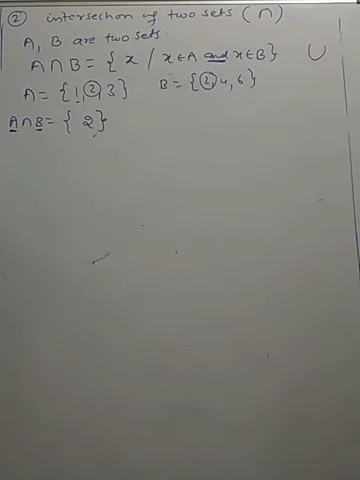 ② intersection of two sets (∩)
A, B are two sets.
A∩B = { x / x∈A and x∈B} ∪
A = {1, 2, 3} B = {2, 4, 6}
A∩B = { 2 }